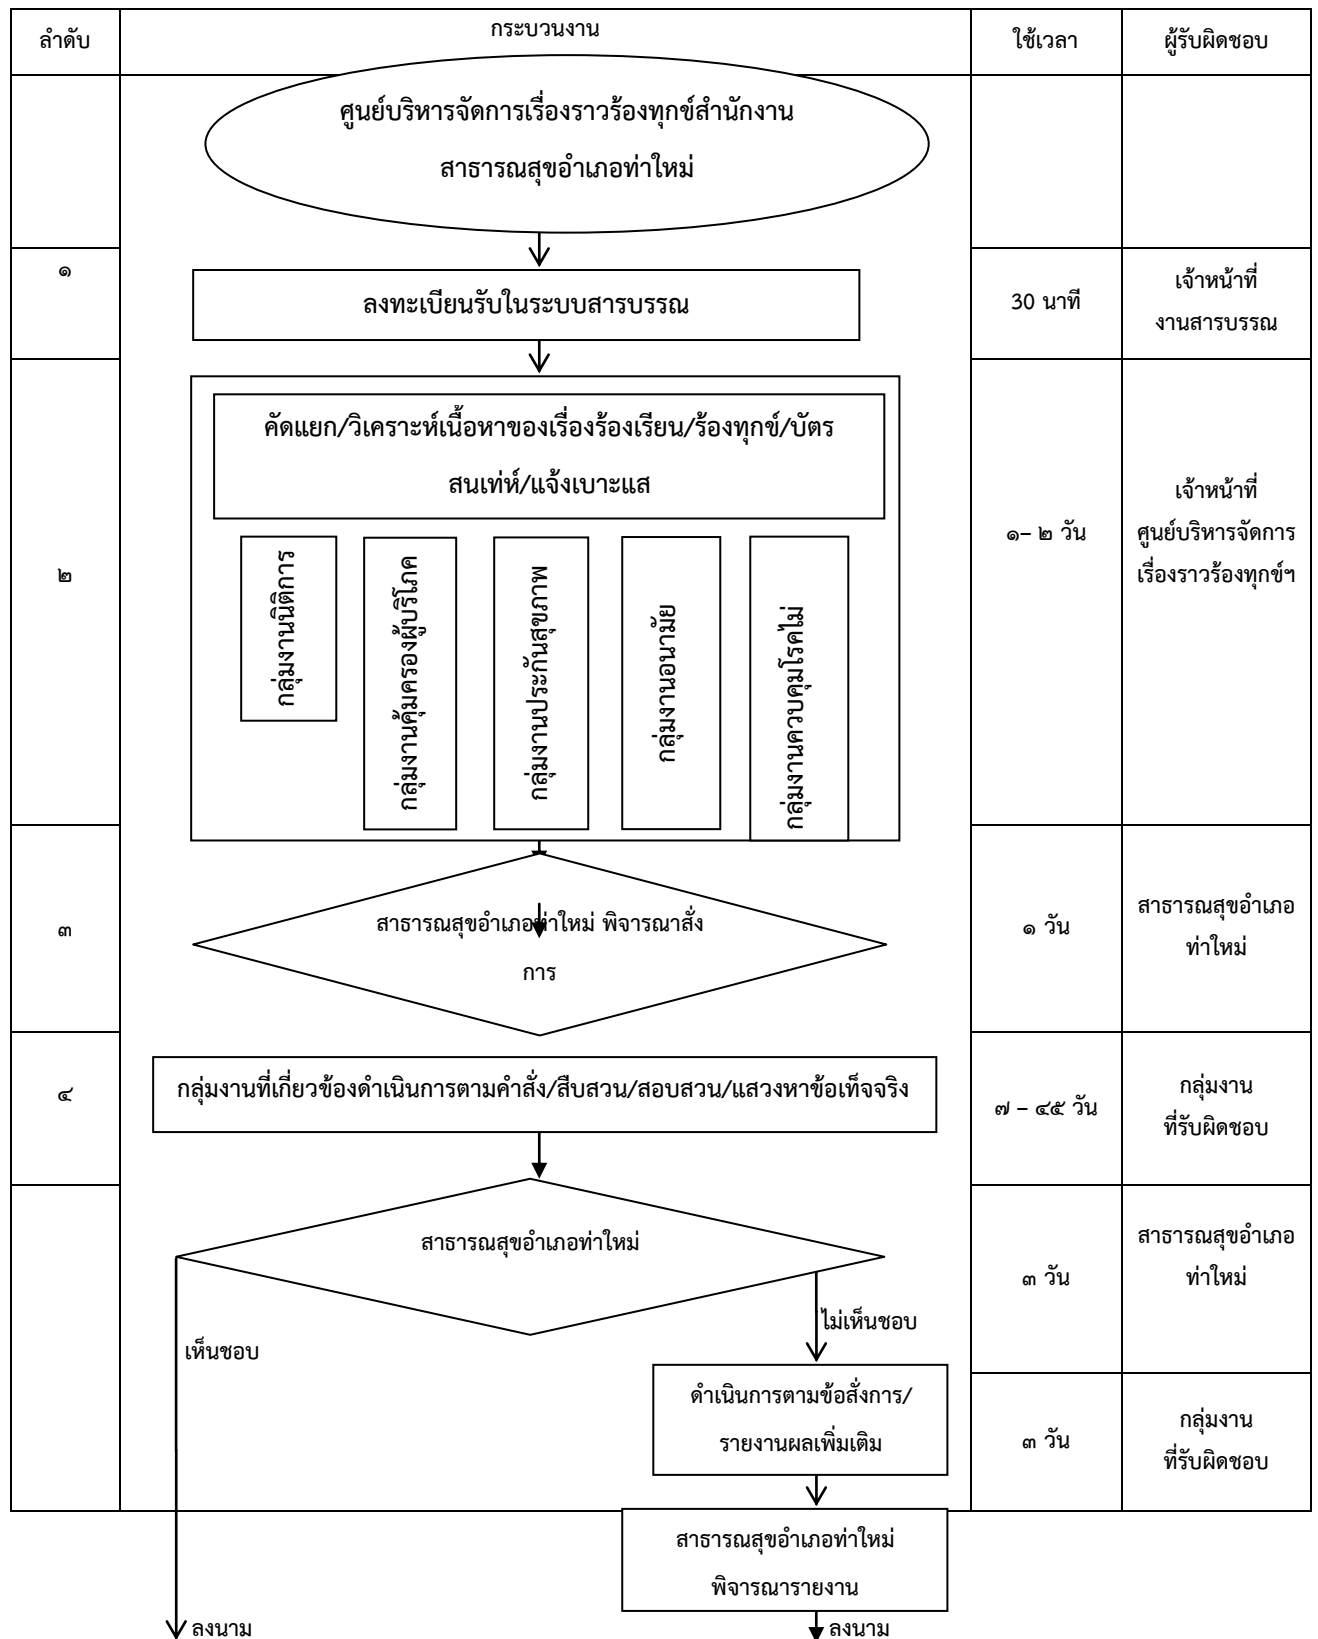 ลำดับ
กระบวนงาน
ใช้เวลา
ผู้รับผิดชอบ
ศูนย์บริหารจัดการเรื่องราวร้องทุกข์สำนักงาน
สาธารณสุขอำเภอท่าใหม่
๑
ลงทะเบียนรับในระบบสารบรรณ
30 นาที
เจ้าหน้าที่
งานสารบรรณ
๒
คัดแยก/วิเคราะห์เนื้อหาของเรื่องร้องเรียน/ร้องทุกข์/บัตร
สนเท่ห์/แจ้งเบาะแส
กลุ่มงานนิติการ
กลุ่มงานคุ้มครองผู้บริโภค
กลุ่มงานประกันสุขภาพ
กลุ่มงานอนามัย
กลุ่มงานควบคุมโรคไม่
๑– ๒ วัน
เจ้าหน้าที่
ศูนย์บริหารจัดการ
เรื่องราวร้องทุกข์ฯ
๓
สาธารณสุขอำเภอท่าใหม่ พิจารณาสั่ง
การ
๑ วัน
สาธารณสุขอำเภอ
ท่าใหม่
๔
กลุ่มงานที่เกี่ยวข้องดำเนินการตามคำสั่ง/สืบสวน/สอบสวน/แสวงหาข้อเท็จจริง
๗ – ๔๕ วัน
กลุ่มงาน
ที่รับผิดชอบ
สาธารณสุขอำเภอท่าใหม่
๓ วัน
สาธารณสุขอำเภอ
ท่าใหม่
ไม่เห็นชอบ
เห็นชอบ
ดำเนินการตามข้อสั่งการ/
รายงานผลเพิ่มเติม
๓ วัน
กลุ่มงาน
ที่รับผิดชอบ
สาธารณสุขอำเภอท่าใหม่
พิจารณารายงาน
ลงนาม
ลงนาม